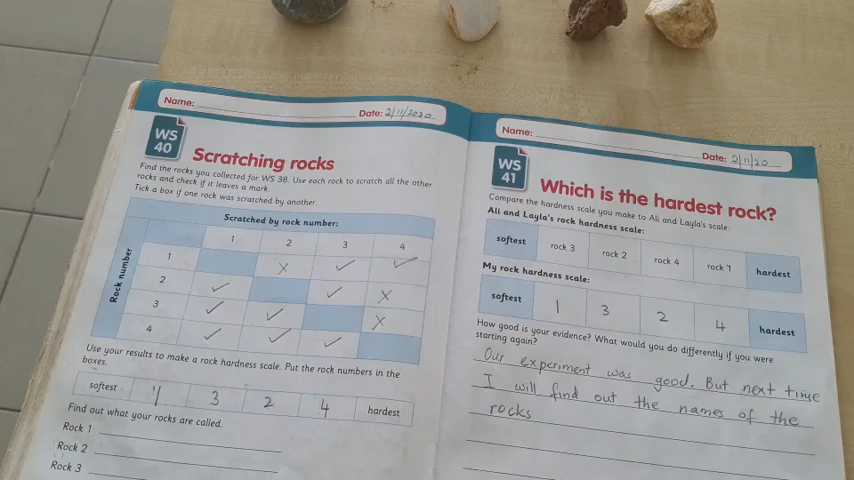 Name:
Date: 2/11/2020
WS
40
Scratching rocks
Find the rocks you collected for WS 38. Use each rock to scratch all the other
rocks and check if it leaves a mark.
Tick a box if one rock was scratched by another.
Scratched by rock number:
1 2 3 4
Rock number
1 X ✓ ✓
2 ✓ ✓ X
3 ✓ ✓ X
4 ✓ ✓ ✓
Use your results to make a rock hardness scale. Put the rock numbers in the
boxes.
softest 1 3 2 4 hardest
Find out what your rocks are called.
Rock 1
Rock 2
Rock 3
Name:
Date: 2/11/20
WS
41
Which is the hardest rock?
Compare the hardness scale you make to Ali and Layla's scale.
Ali and Layla's rock hardness scale:
softest rock 3 rock 2 rock 4 rock 1 hardest
My rock hardness scale:
softest 1 3 2 4 hardest
How good is your evidence? What would you do differently if you were
starting again?
Our experiment was good. But next time
I will find out the names of the
rocks